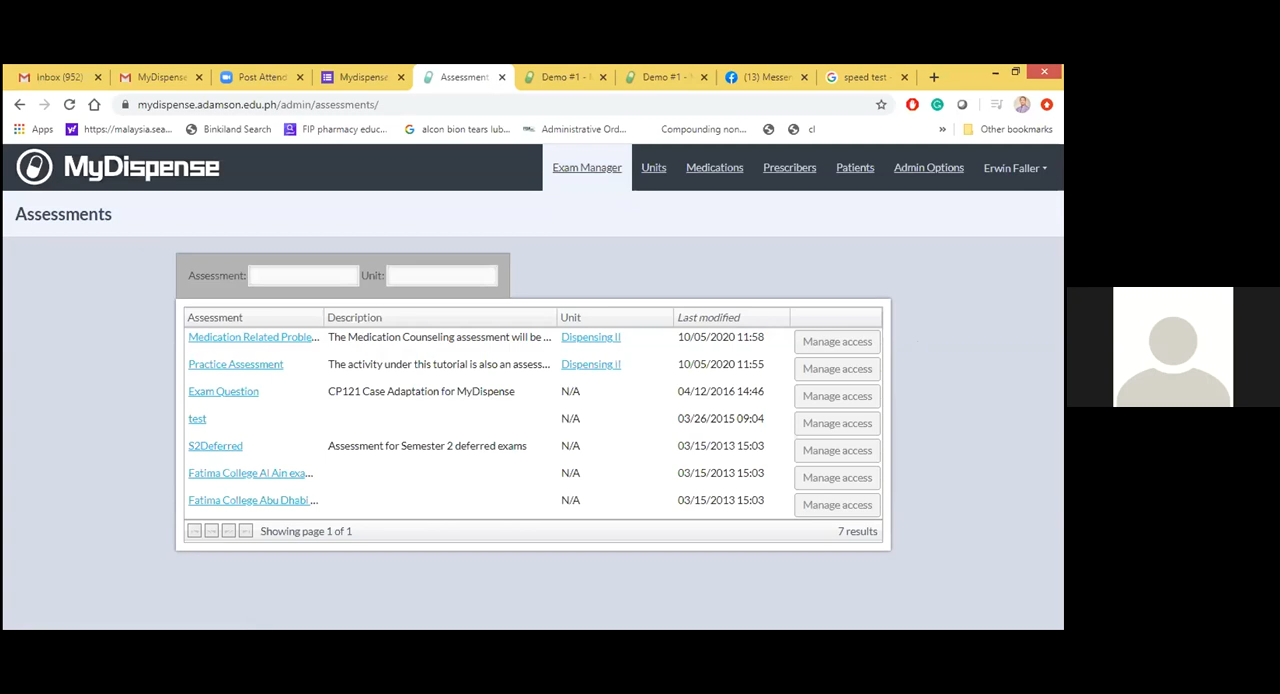 Inbox (952) MyDispense Post Attend Mydispense Assessment Demo #1 - Demo #1 - (13) Messen speed test
mydispense.adamson.edu.ph/admin/assessments/
Apps https://malaysia.sea... Binkiland Search FIP pharmacy educ... alcon bion tears lub... Administrative Ord... Compounding non... cl » Other bookmarks
MyDispense Exam Manager Units Medications Prescribers Patients Admin Options Erwin Faller
Assessments
Assessment: Unit:
Assessment Description Unit Last modified
Medication Related Proble... The Medication Counseling assessment will be ... Dispensing II 10/05/2020 11:58 Manage access
Practice Assessment The activity under this tutorial is also an assess... Dispensing II 10/05/2020 11:55 Manage access
Exam Question CP121 Case Adaptation for MyDispense N/A 04/12/2016 14:46 Manage access
test N/A 03/26/2015 09:04 Manage access
S2Deferred Assessment for Semester 2 deferred exams N/A 03/15/2013 15:03 Manage access
Fatima College Al Ain exa... N/A 03/15/2013 15:03 Manage access
Fatima College Abu Dhabi ... N/A 03/15/2013 15:03 Manage access
Showing page 1 of 1 7 results